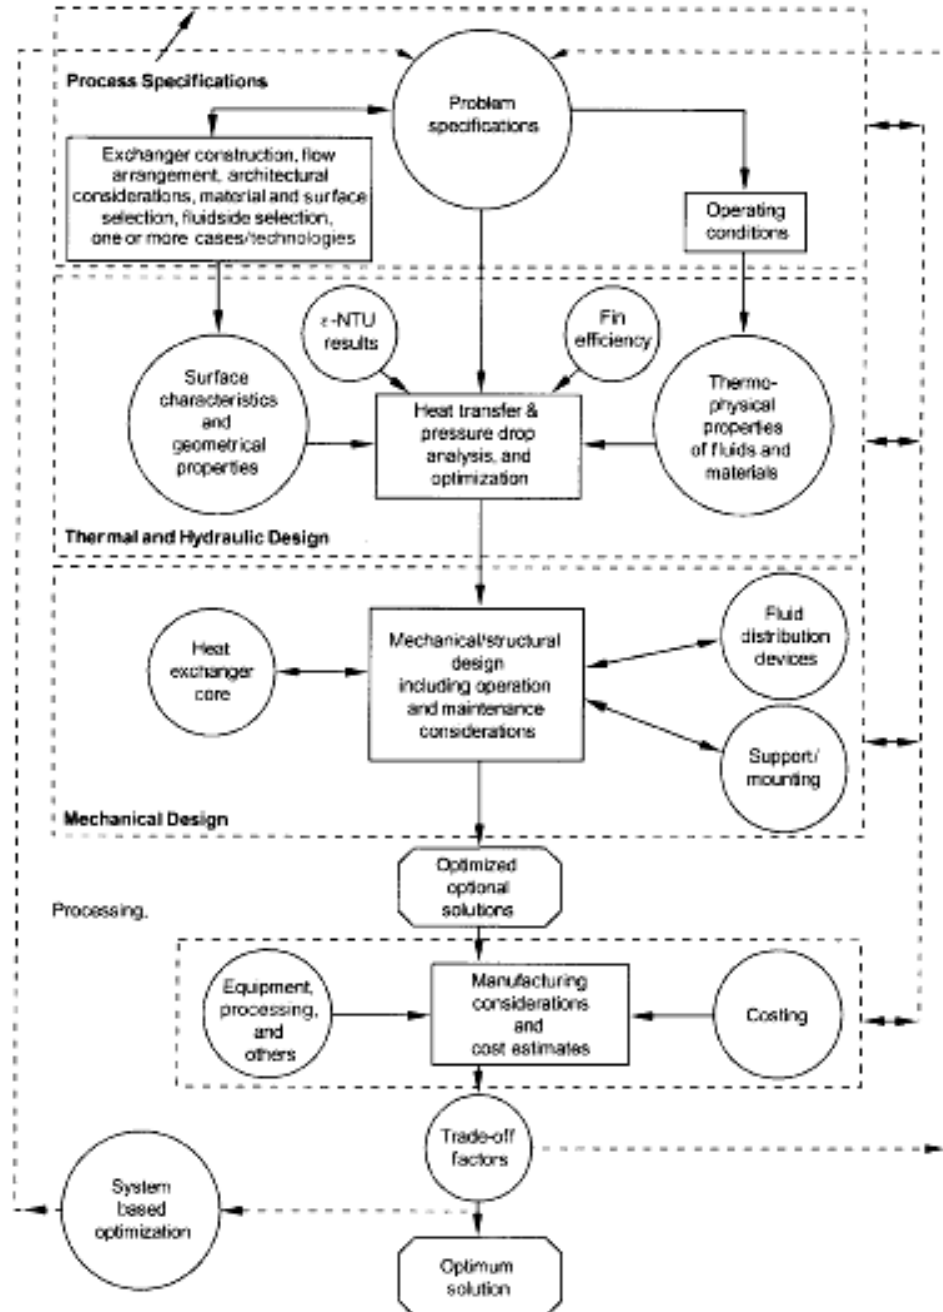 Process Specifications
Problem
specifications
Exchanger construction, flow
arrangement, architectural
considerations, material and surface
selection, fluidside selection,
one or more cases/technologies
Operating
conditions
ε-NTU
results
Fin
efficiency
Surface
characteristics
and
geometrical
properties
Heat transfer &
pressure drop
analysis, and
optimization
Thermo-
physical
properties
of fluids and
materials
Thermal and Hydraulic Design
Heat
exchanger
core
Mechanical/structural
design
including operation
and maintenance
considerations
Fluid
distribution
devices
Support/
mounting
Mechanical Design
Optimized
optional
solutions
Processing.
Equipment,
processing,
and
others
Manufacturing
considerations
and
cost estimates
Costing
Trade-off
factors
System
based
optimization
Optimum
solution